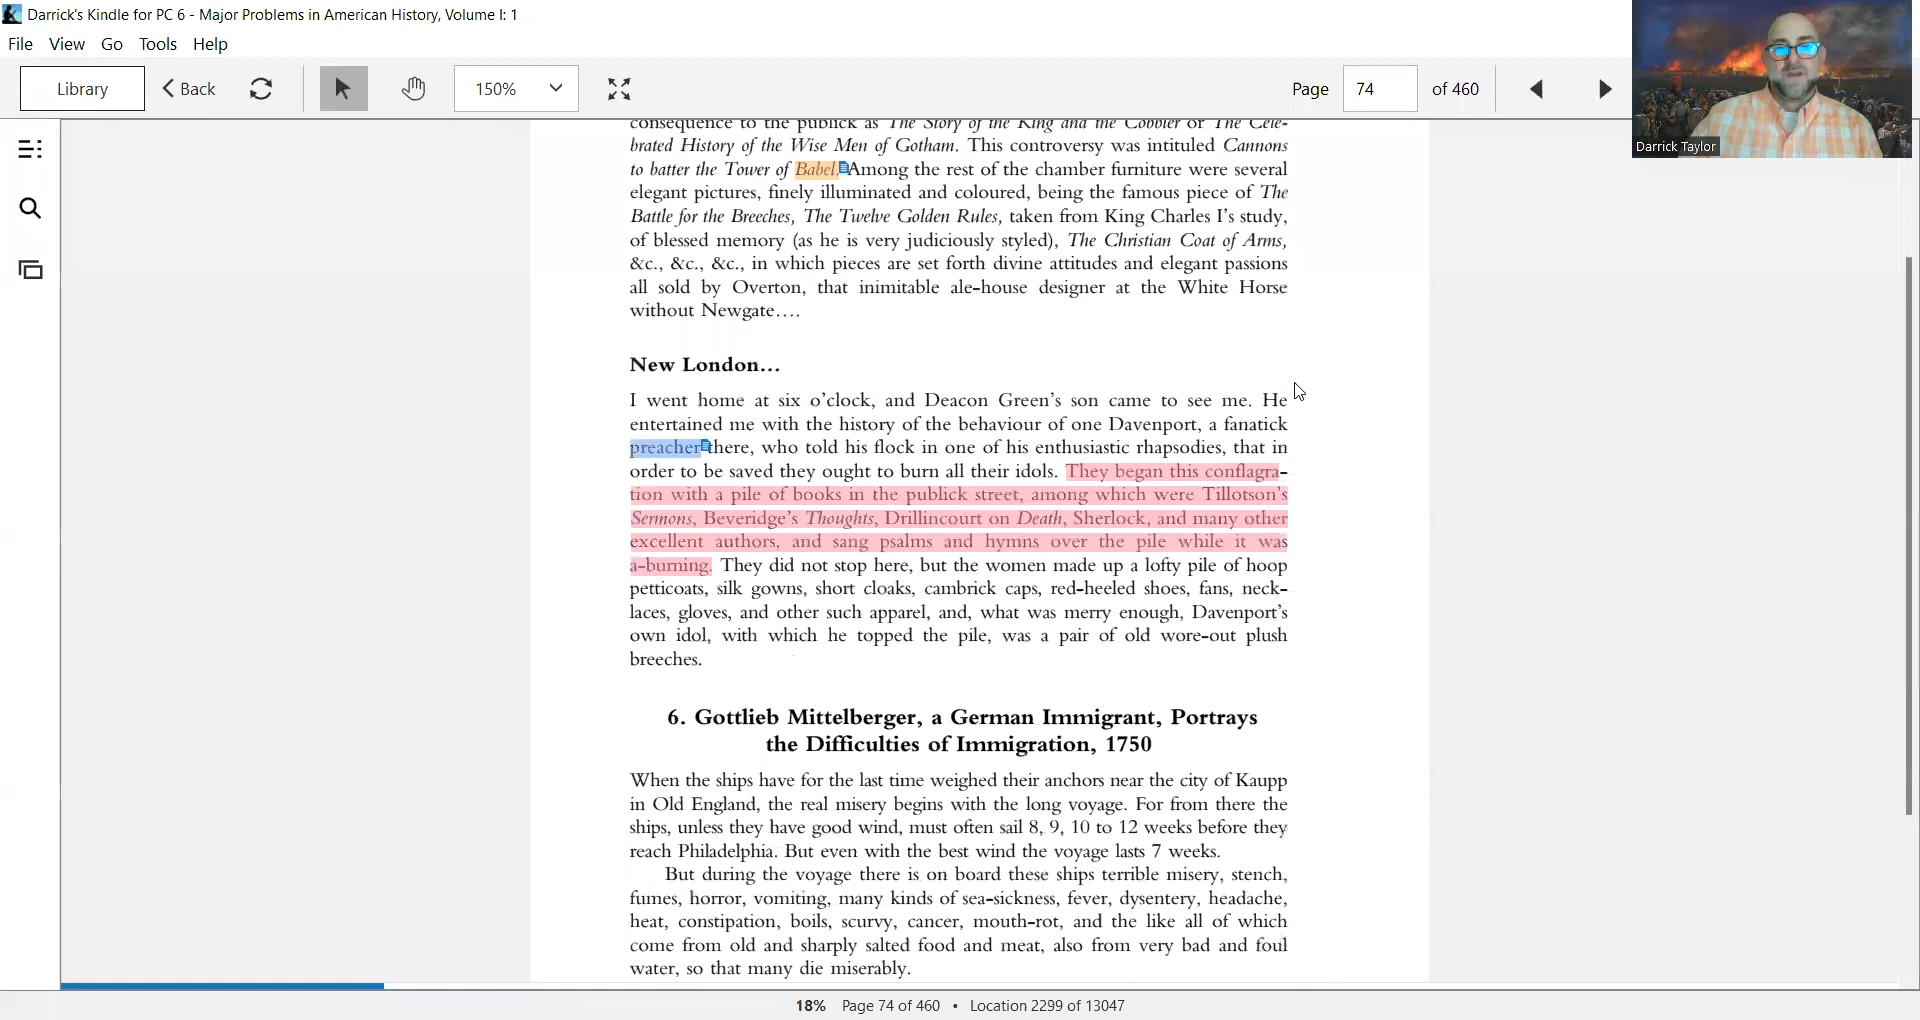 Darrick's Kindle for PC 6 - Major Problems in American History, Volume I: 1
File View Go Tools Help
Library Back 150% Page 74 of 460
Darrick Taylor
consequence to the publick as The Story of the King and the Cobbler or The Cele-
brated History of the Wise Men of Gotham. This controversy was intituled Cannons
to batter the Tower of Babel. Among the rest of the chamber furniture were several
elegant pictures, finely illuminated and coloured, being the famous piece of The
Battle for the Breeches, The Twelve Golden Rules, taken from King Charles I's study,
of blessed memory (as he is very judiciously styled), The Christian Coat of Arms,
&c., &c., &c., in which pieces are set forth divine attitudes and elegant passions
all sold by Overton, that inimitable ale-house designer at the White Horse
without Newgate....
New London...
I went home at six o'clock, and Deacon Green's son came to see me. He
entertained me with the history of the behaviour of one Davenport, a fanatick
preacher there, who told his flock in one of his enthusiastic rhapsodies, that in
order to be saved they ought to burn all their idols. They began this conflagra-
tion with a pile of books in the publick street, among which were Tillotson's
Sermons, Beveridge's Thoughts, Drillincourt on Death, Sherlock, and many other
excellent authors, and sang psalms and hymns over the pile while it was
a-burning. They did not stop here, but the women made up a lofty pile of hoop
petticoats, silk gowns, short cloaks, cambrick caps, red-heeled shoes, fans, neck-
laces, gloves, and other such apparel, and, what was merry enough, Davenport's
own idol, with which he topped the pile, was a pair of old wore-out plush
breeches.
6. Gottlieb Mittelberger, a German Immigrant, Portrays
the Difficulties of Immigration, 1750
When the ships have for the last time weighed their anchors near the city of Kaupp
in Old England, the real misery begins with the long voyage. For from there the
ships, unless they have good wind, must often sail 8, 9, 10 to 12 weeks before they
reach Philadelphia. But even with the best wind the voyage lasts 7 weeks.
But during the voyage there is on board these ships terrible misery, stench,
fumes, horror, vomiting, many kinds of sea-sickness, fever, dysentery, headache,
heat, constipation, boils, scurvy, cancer, mouth-rot, and the like all of which
come from old and sharply salted food and meat, also from very bad and foul
water, so that many die miserably.
18% Page 74 of 460 • Location 2299 of 13047